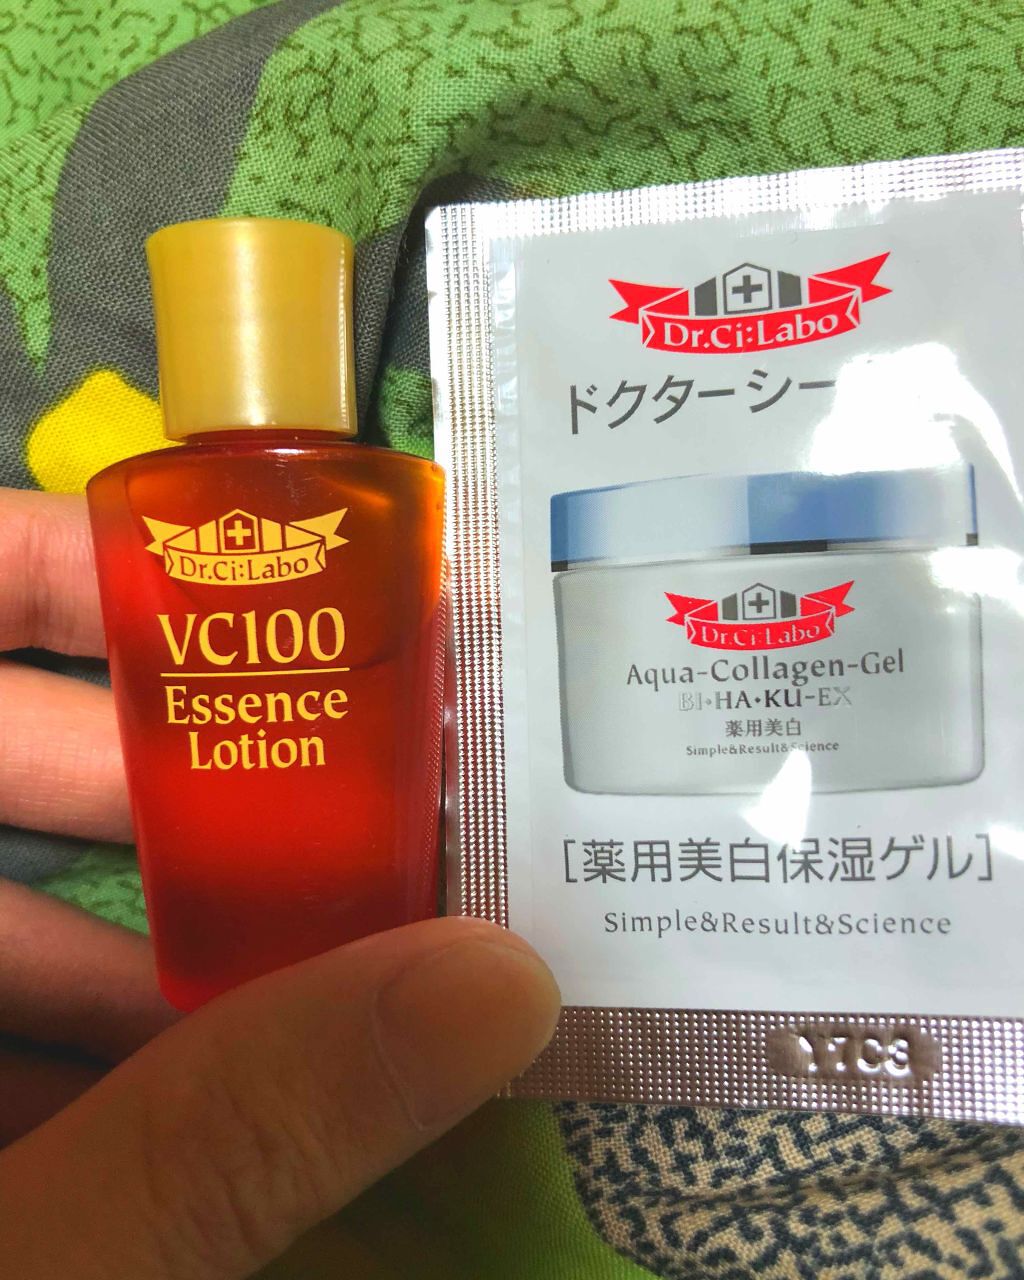 Dr.Ci:Labo
VC100
Essence
Lotion
Dr.Ci:Labo
ドクターシー
Dr.Ci:Labo
Aqua-Collagen-Gel
BI・HA・KU-EX
薬用美白
Simple&Result&Science
[薬用美白保湿ゲル]
Simple&Result&Science
Y7C3